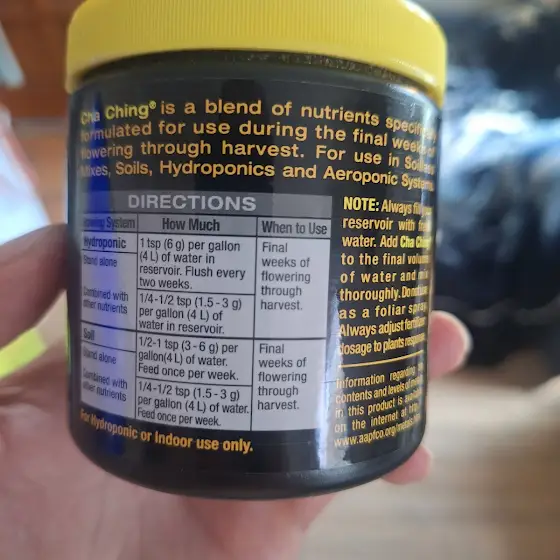 Cha Ching® is a blend of nutrients
formulated for use during the final weeks
flowering through harvest. For use in
Mixes, Soils, Hydroponics and Aeroponic Systems
DIRECTIONS
Growing System How Much When to Use
Hydroponic
Stand alone
1 tsp (6 g) per gallon
(4 L) of water in
reservoir. Flush every
two weeks.
Combined with
other nutrients
1/4-1/2 tsp (1.5 - 3 g)
per gallon (4 L) of
water in reservoir.
Final
weeks of
flowering
through
harvest.
Soil
Stand alone
1/2-1 tsp (3 - 6 g) per
gallon(4 L) of water.
Feed once per week.
Combined with
other nutrients
1/4-1/2 tsp (1.5 - 3 g)
per gallon (4 L) of water.
Feed once per week.
Final
weeks of
flowering
through
harvest.
For Hydroponic or Indoor use only.
NOTE: Always
reservoir with
water. Add Cha Ching
to the final volume
of water and mix
thoroughly. Do not use
as a foliar spray.
Always adjust fertilizer
dosage to plants
Information regarding
contents and levels of
in this product is available
on the internet at
www.aapfco.org/metals